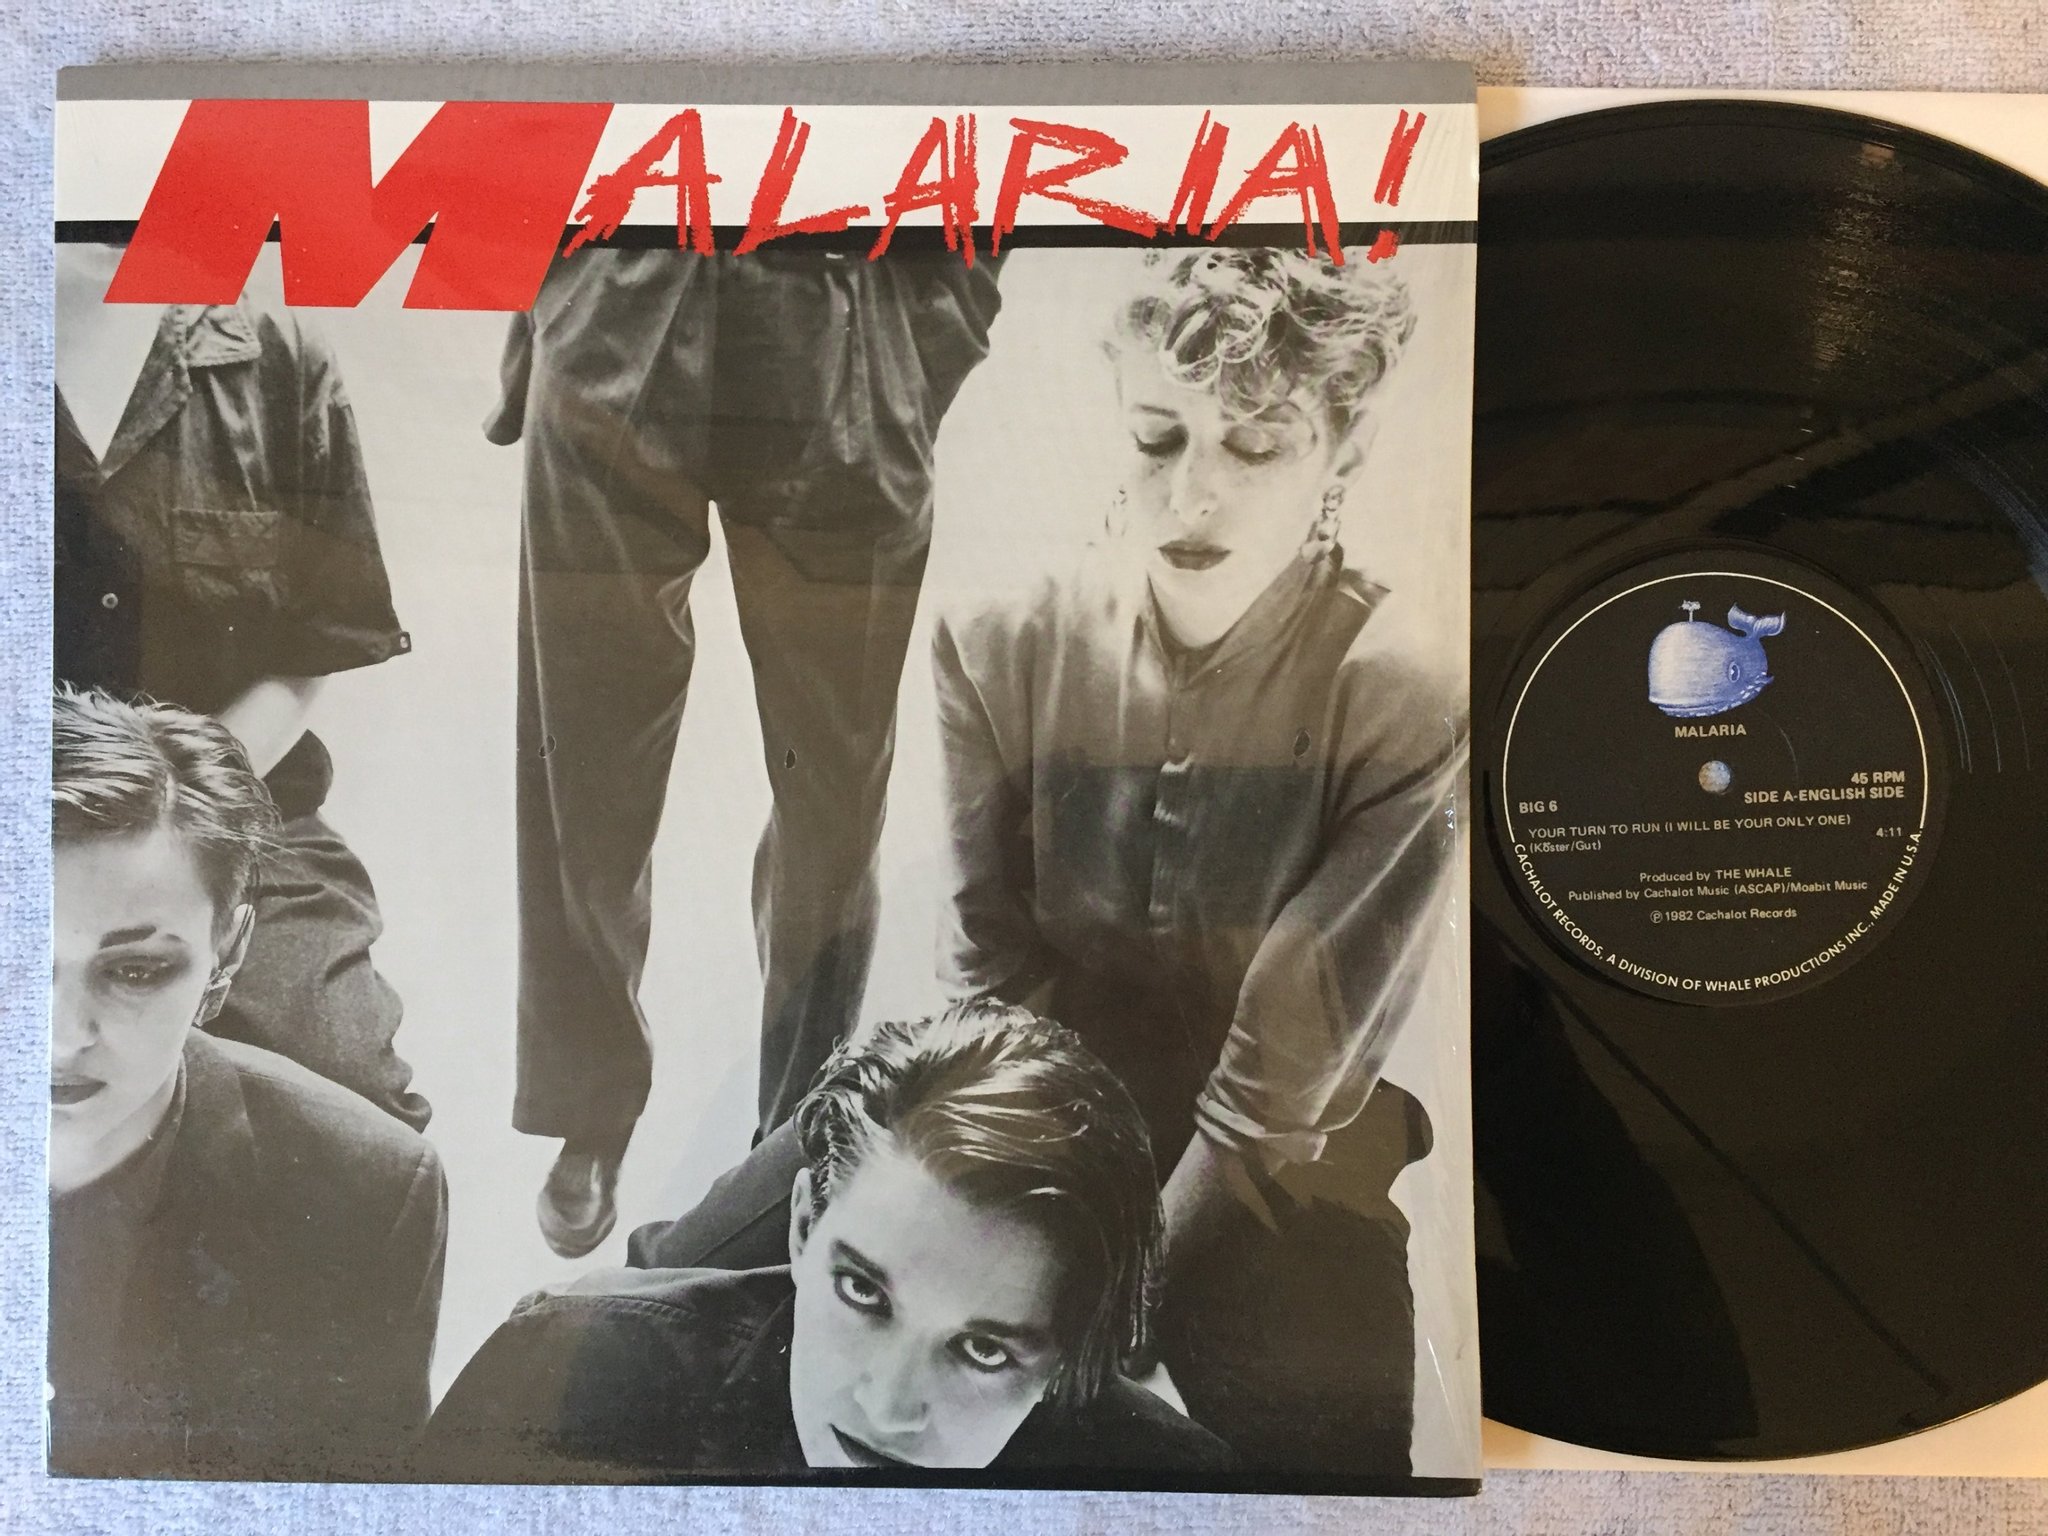 MALARIA!
MALARIA
45 RPM
SIDE A-ENGLISH SIDE
BIG 6
YOUR TURN TO RUN (I WILL BE YOUR ONLY ONE)
4:11
(Köster/Gut)
Produced by THE WHALE
Published by Cachalot Music (ASCAP)/Moabit Music
℗ 1982 Cachalot Records
CACHALOT RECORDS, A DIVISION OF WHALE PRODUCTIONS INC., MADE IN U.S.A.